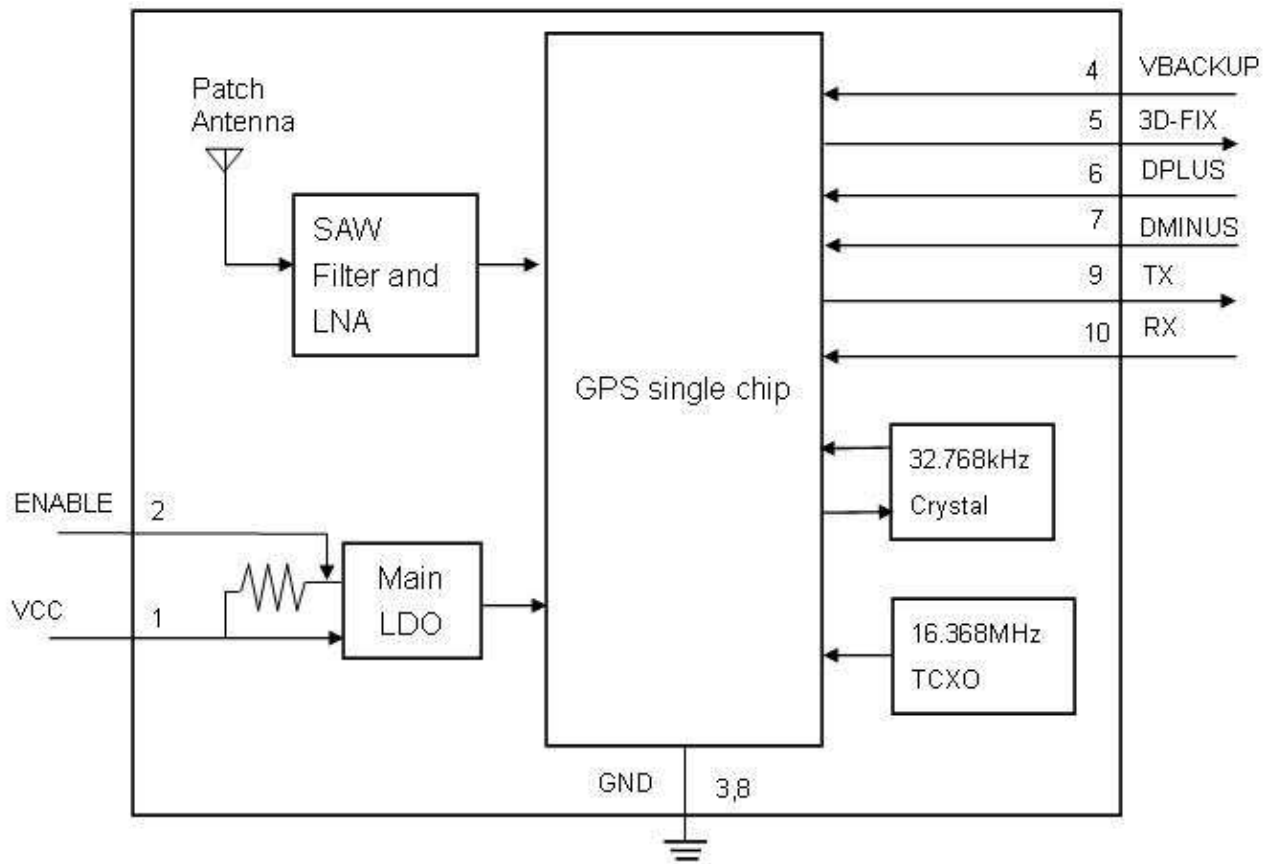 Patch
Antenna
SAW
Filter and
LNA
GPS single chip
4 VBACKUP
5 3D-FIX
6 DPLUS
7 DMINUS
9 TX
10 RX
32.768kHz
Crystal
16.368MHz
TCXO
ENABLE 2
VCC 1
Main
LDO
GND 3,8